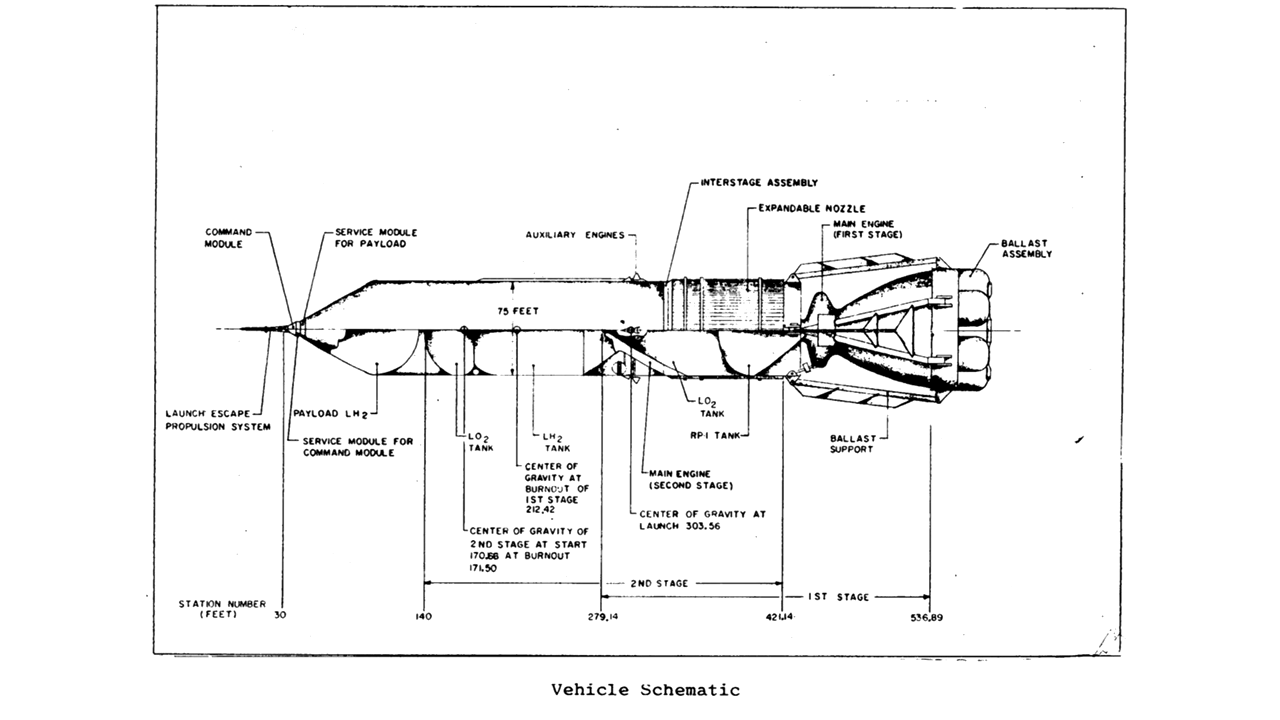 INTERSTAGE ASSEMBLY
EXPANDABLE NOZZLE
MAIN ENGINE
(FIRST STAGE)
COMMAND
MODULE
SERVICE MODULE
FOR PAYLOAD
AUXILIARY ENGINES
BALLAST
ASSEMBLY
75 FEET
LAUNCH ESCAPE
PROPULSION SYSTEM
PAYLOAD LH2
SERVICE MODULE FOR
COMMAND MODULE
LO2
TANK
LH2
TANK
LO2
TANK
RP-1 TANK
BALLAST
SUPPORT
CENTER OF
GRAVITY AT
BURNOUT OF
1ST STAGE
212.42
MAIN ENGINE
(SECOND STAGE)
CENTER OF GRAVITY AT
LAUNCH 303.56
CENTER OF GRAVITY OF
2ND STAGE AT START
170.68 AT BURNOUT
171.50
2ND STAGE
1ST STAGE
STATION NUMBER
(FEET)
30
140
279.14
421.14
536.89
Vehicle Schematic